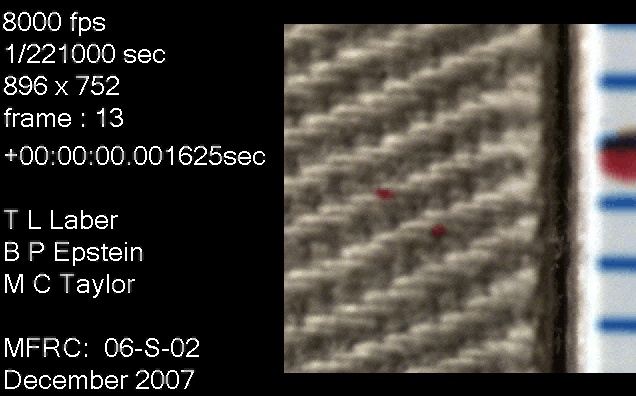 8000 fps
1/221000 sec
896 x 752
frame : 13
+00:00:00.001625sec
T L Laber
B P Epstein
M C Taylor
MFRC: 06-S-02
December 2007